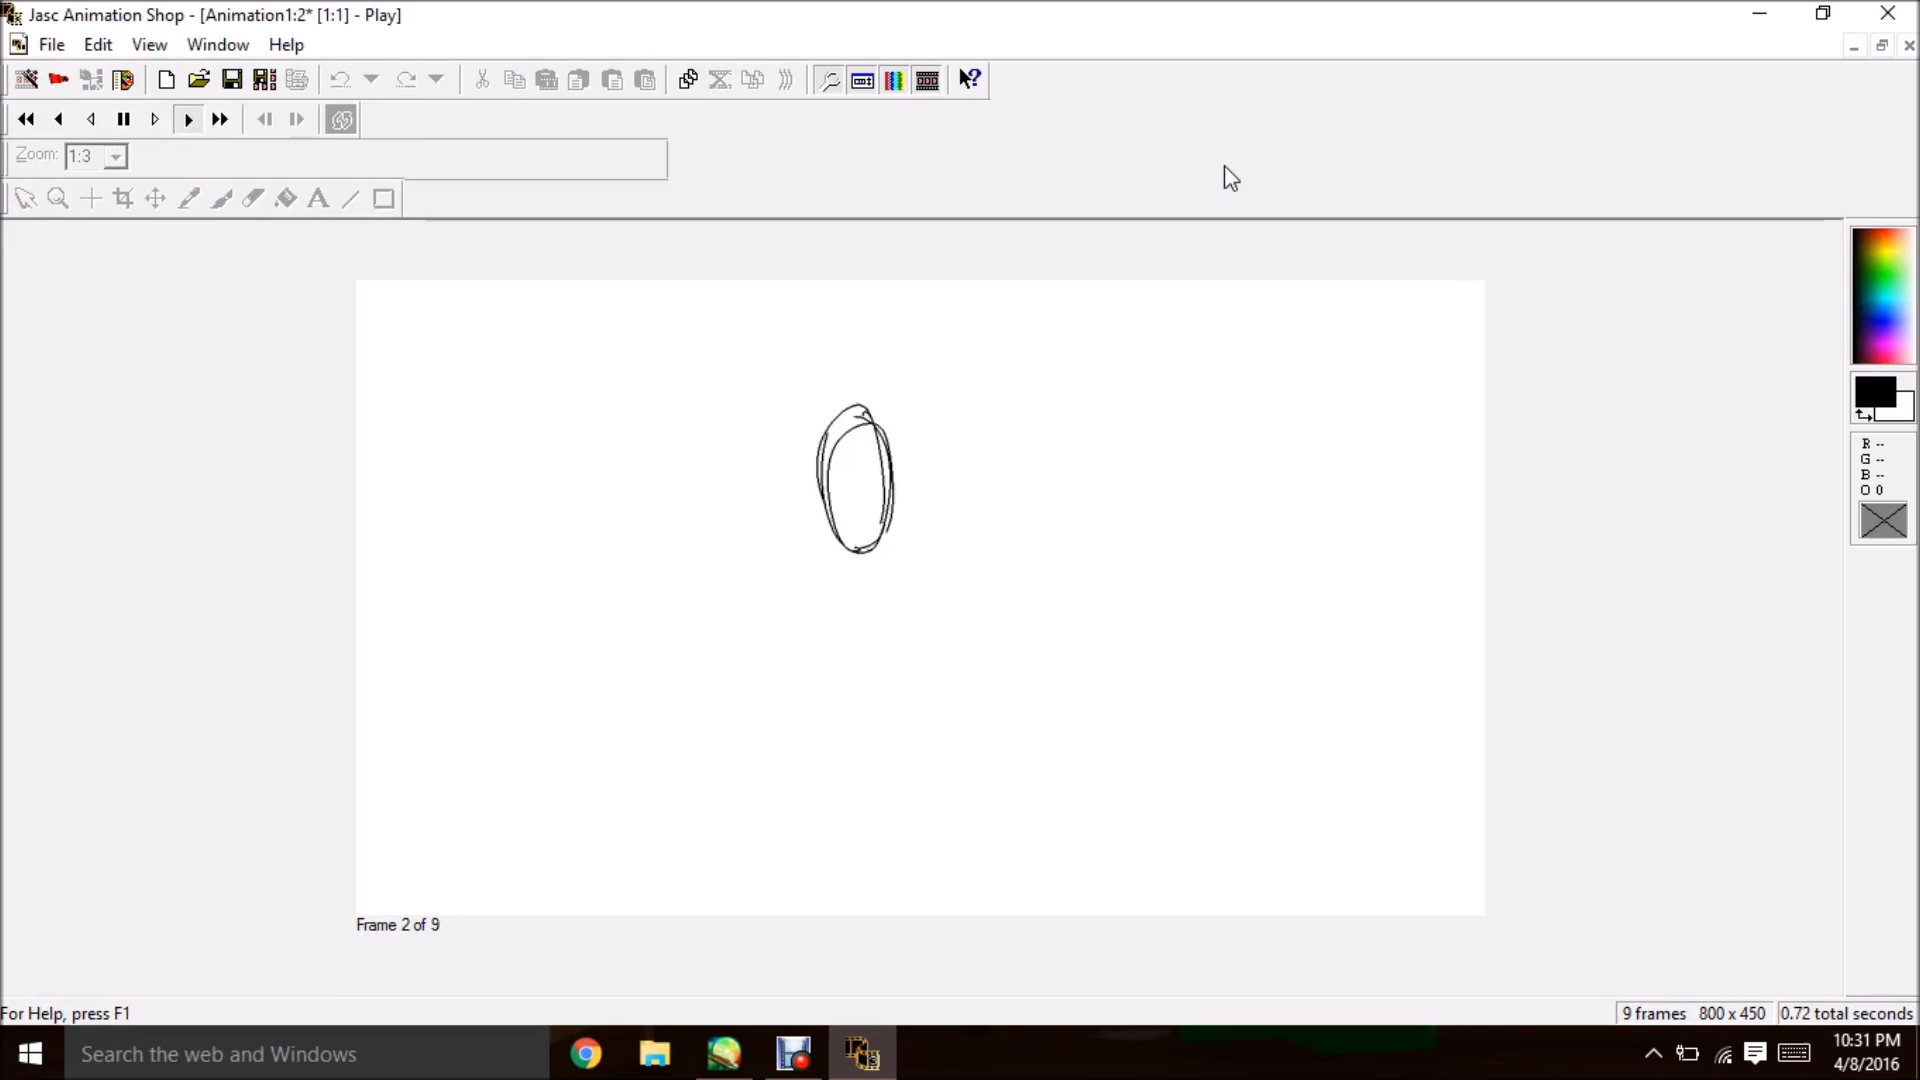 Jasc Animation Shop - [Animation1:2* [1:1] - Play]
File Edit View Window Help
Zoom: 1:3
R --
G --
B --
O 0
Frame 2 of 9
For Help, press F1
9 frames 800 x 450 0.72 total seconds
Search the web and Windows
10:31 PM
4/8/2016